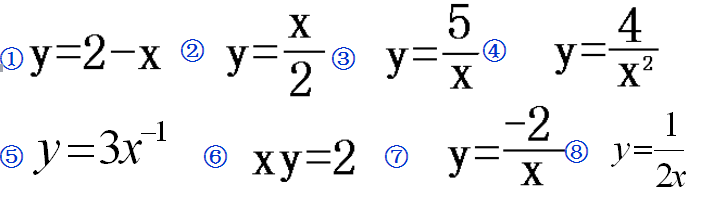 ① y=2-x ② y=x/2 ③ y=5/x ④ y=4/x²
⑤ y=3x⁻¹ ⑥ xy=2 ⑦ y=-2/x ⑧ y=1/2x